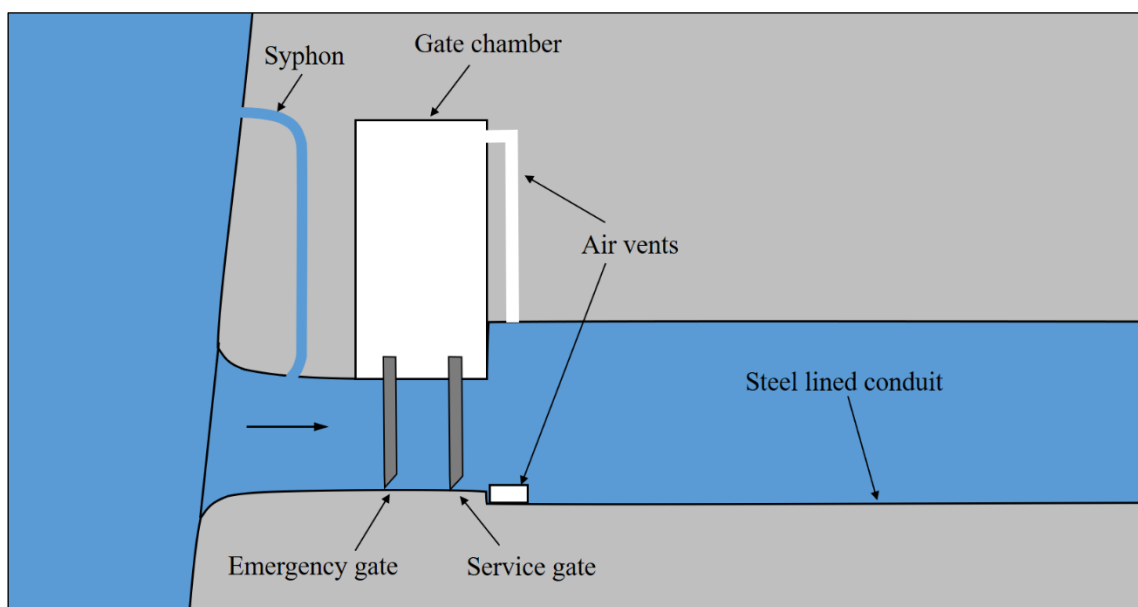 Gate chamber
Syphon
Air vents
Steel lined conduit
Emergency gate
Service gate